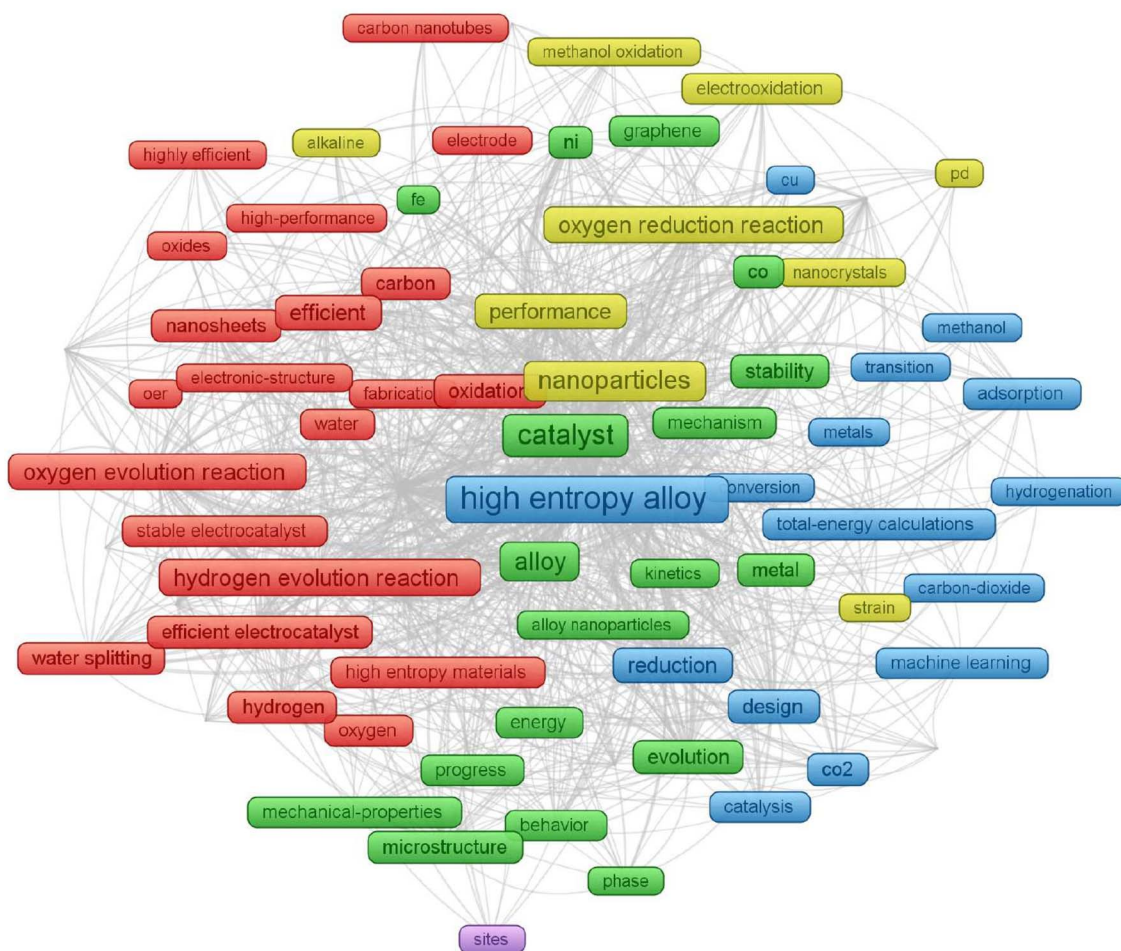 carbon nanotubes
methanol oxidation
electrooxidation
highly efficient
alkaline
electrode
ni
graphene
cu
pd
fe
high-performance
oxygen reduction reaction
oxides
carbon
co
nanocrystals
nanosheets
efficient
performance
methanol
oer
electronic-structure
fabrication
oxidation
nanoparticles
stability
transition
adsorption
water
catalyst
mechanism
metals
oxygen evolution reaction
high entropy alloy
conversion
hydrogenation
stable electrocatalyst
total-energy calculations
hydrogen evolution reaction
alloy
kinetics
metal
carbon-dioxide
strain
efficient electrocatalyst
alloy nanoparticles
water splitting
high entropy materials
reduction
machine learning
hydrogen
oxygen
energy
design
progress
evolution
co2
mechanical-properties
behavior
catalysis
microstructure
phase
sites